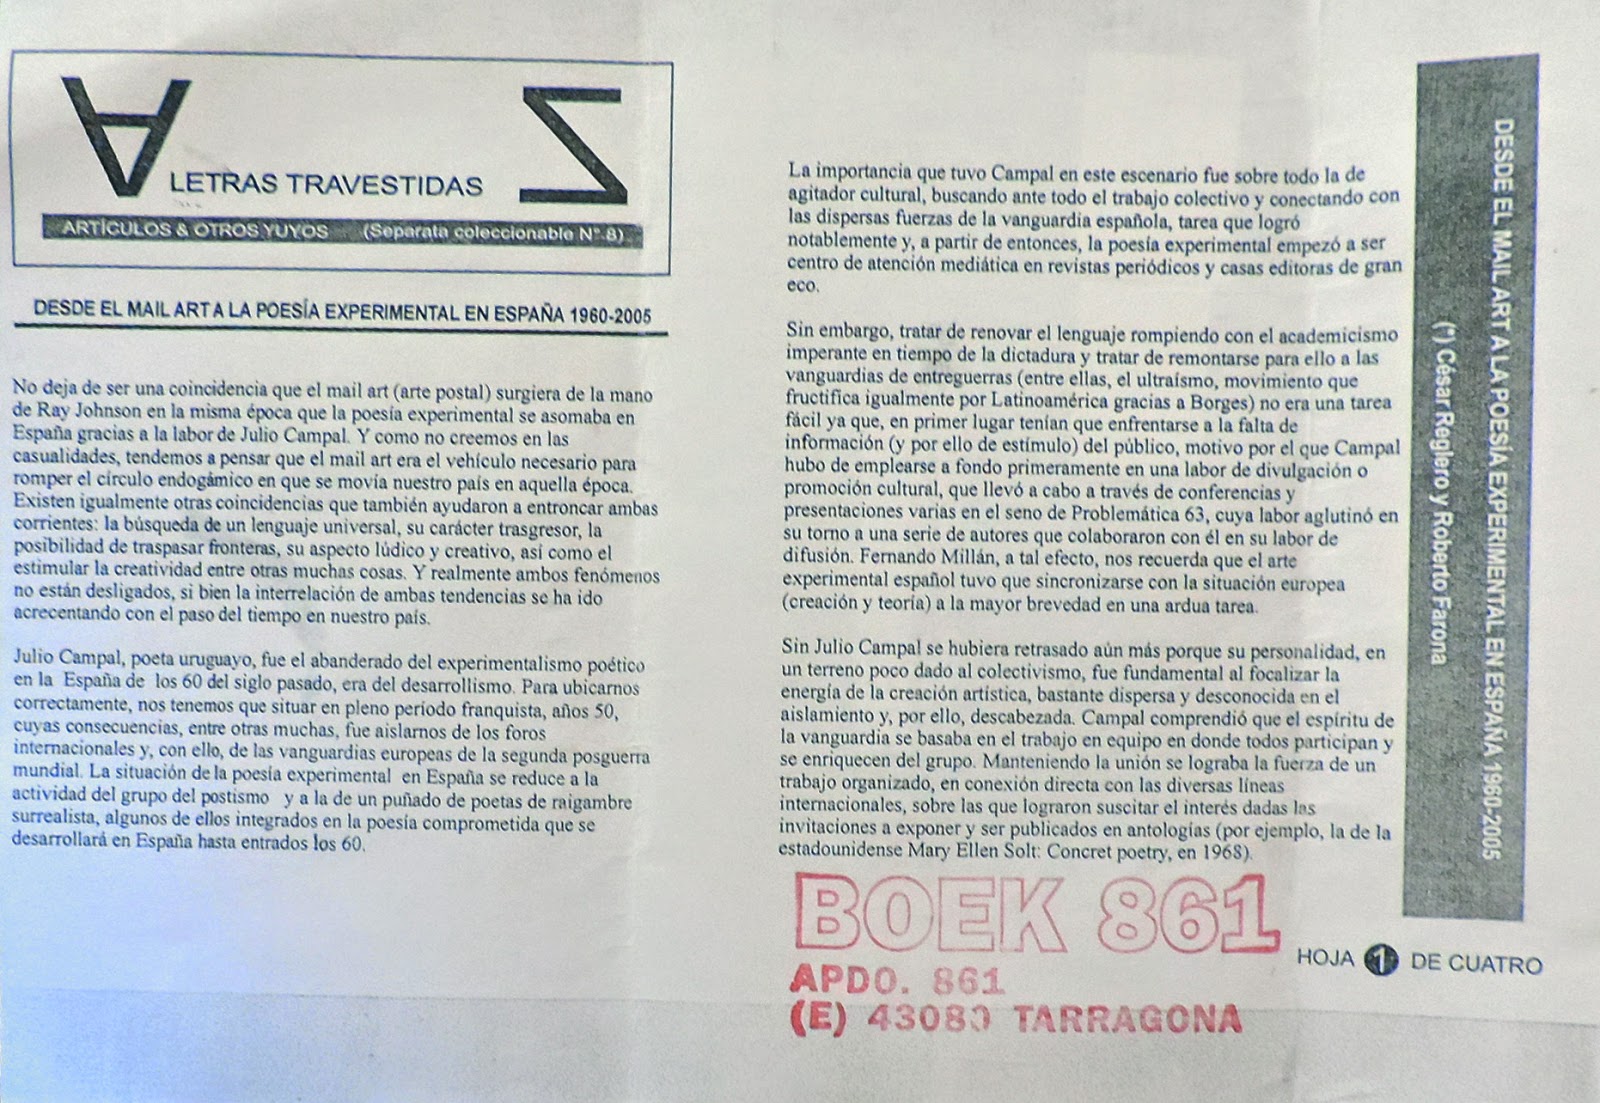 A Z
LETRAS TRAVESTIDAS
ARTÍCULOS & OTROS YUYOS (Separata coleccionable N° 8)
DESDE EL MAIL ART A LA POESÍA EXPERIMENTAL EN ESPAÑA 1960-2005
No deja de ser una coincidencia que el mail art (arte postal) surgiera de la mano
de Ray Johnson en la misma época que la poesía experimental se asomaba en
España gracias a la labor de Julio Campal. Y como no creemos en las
casualidades, tendemos a pensar que el mail art era el vehículo necesario para
romper el círculo endogámico en que se movía nuestro país en aquella época.
Existen igualmente otras coincidencias que también ayudaron a entroncar ambas
corrientes: la búsqueda de un lenguaje universal, su carácter trasgresor, la
posibilidad de traspasar fronteras, su aspecto lúdico y creativo, así como el
estimular la creatividad entre otras muchas cosas. Y realmente ambos fenómenos
no están desligados, si bien la interrelación de ambas tendencias se ha ido
acrecentando con el paso del tiempo en nuestro país.
Julio Campal, poeta uruguayo, fue el abanderado del experimentalismo poético
en la España de los 60 del siglo pasado, era del desarrollismo. Para ubicarnos
correctamente, nos tenemos que situar en pleno período franquista, años 50,
cuyas consecuencias, entre otras muchas, fue aislarnos de los foros
internacionales y, con ello, de las vanguardias europeas de la segunda posguerra
mundial. La situación de la poesía experimental en España se reduce a la
actividad del grupo del postismo y a la de un puñado de poetas de raigambre
surrealista, algunos de ellos integrados en la poesía comprometida que se
desarrollará en España hasta entrados los 60.
La importancia que tuvo Campal en este escenario fue sobre todo la de
agitador cultural, buscando ante todo el trabajo colectivo y conectando con
las dispersas fuerzas de la vanguardia española, tarea que logró
notablemente y, a partir de entonces, la poesía experimental empezó a ser
centro de atención mediática en revistas periódicos y casas editoras de gran
eco.
Sin embargo, tratar de renovar el lenguaje rompiendo con el academicismo
imperante en tiempo de la dictadura y tratar de remontarse para ello a las
vanguardias de entreguerras (entre ellas, el ultraísmo, movimiento que
fructifica igualmente por Latinoamérica gracias a Borges) no era una tarea
fácil ya que, en primer lugar tenían que enfrentarse a la falta de
información (y por ello de estímulo) del público, motivo por el que Campal
hubo de emplearse a fondo primeramente en una labor de divulgación o
promoción cultural, que llevó a cabo a través de conferencias y
presentaciones varias en el seno de Problemática 63, cuya labor aglutinó en
su torno a una serie de autores que colaboraron con él en su labor de
difusión. Fernando Millán, a tal efecto, nos recuerda que el arte
experimental español tuvo que sincronizarse con la situación europea
(creación y teoría) a la mayor brevedad en una ardua tarea.
Sin Julio Campal se hubiera retrasado aún más porque su personalidad, en
un terreno poco dado al colectivismo, fue fundamental al focalizar la
energía de la creación artística, bastante dispersa y desconocida en el
aislamiento y, por ello, descabezada. Campal comprendió que el espíritu de
la vanguardia se basaba en el trabajo en equipo en donde todos participan y
se enriquecen del grupo. Manteniendo la unión se lograba la fuerza de un
trabajo organizado, en conexión directa con las diversas líneas
internacionales, sobre las que lograron suscitar el interés dadas las
invitaciones a exponer y ser publicados en antologías (por ejemplo, la de la
estadounidense Mary Ellen Solt: Concret poetry, en 1968).
BOEK 861
APDO. 861
(E) 43080 TARRAGONA
DESDE EL MAIL ART A LA POESÍA EXPERIMENTAL EN ESPAÑA 1960-2005
(*) César Reglero y Roberto Farona
HOJA 1 DE CUATRO